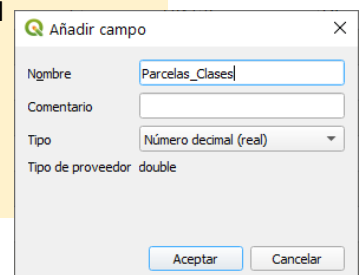 Añadir campo
Nombre Parcelas_Clases
Comentario
Tipo Número decimal (real)
Tipo de proveedor double
Aceptar Cancelar